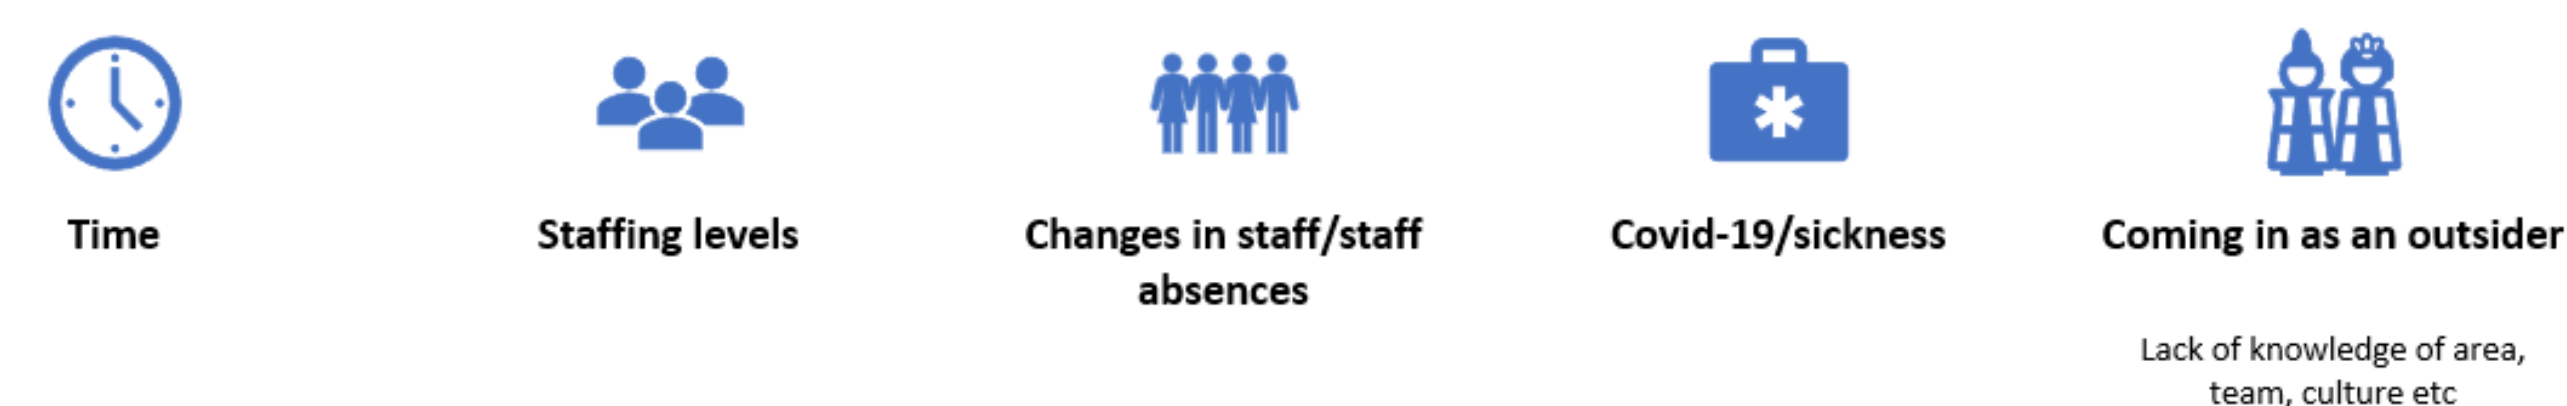 Time
Staffing levels
Changes in staff/staff
absences
Covid-19/sickness
Coming in as an outsider
Lack of knowledge of area,
team, culture etc